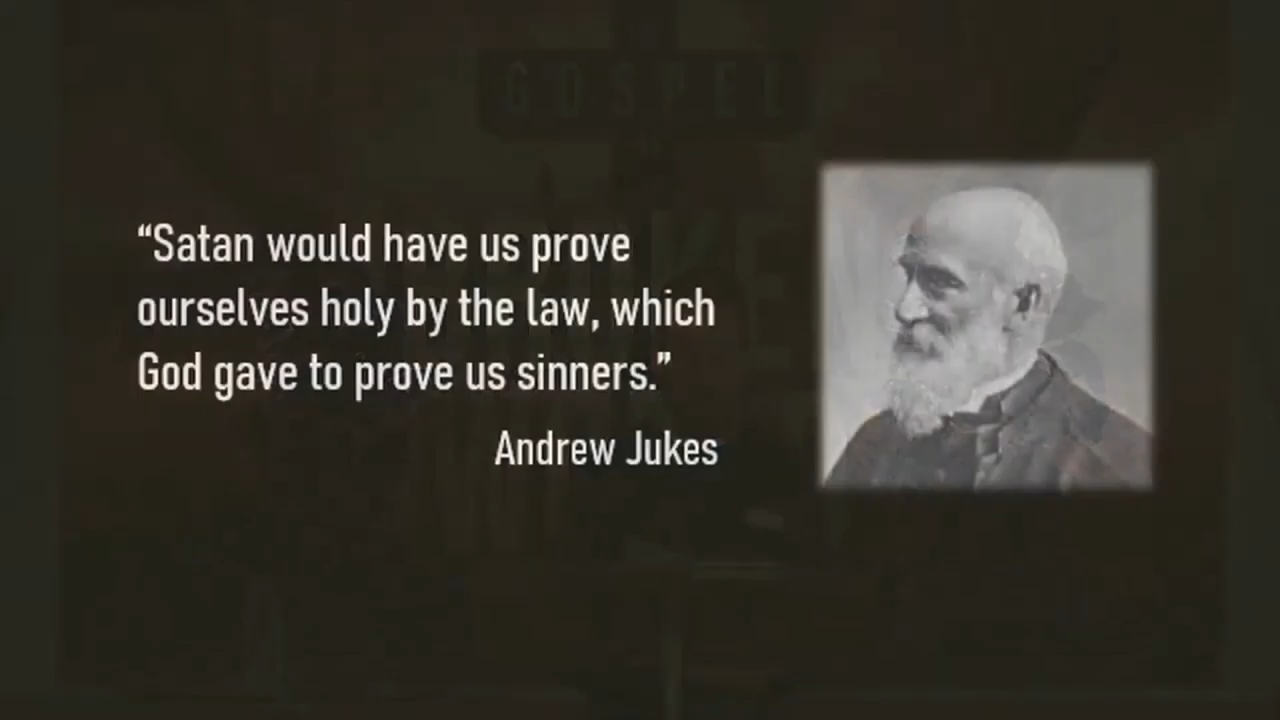 GOSPEL
“Satan would have us prove
ourselves holy by the law, which
God gave to prove us sinners.”
Andrew Jukes